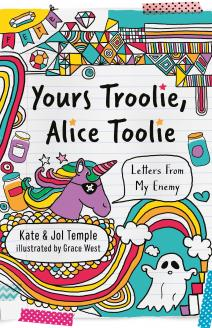 Yours Troolie,
Alice Toolie
Letters From
My Enemy
Kate & Jol Temple
illustrated by Grace West